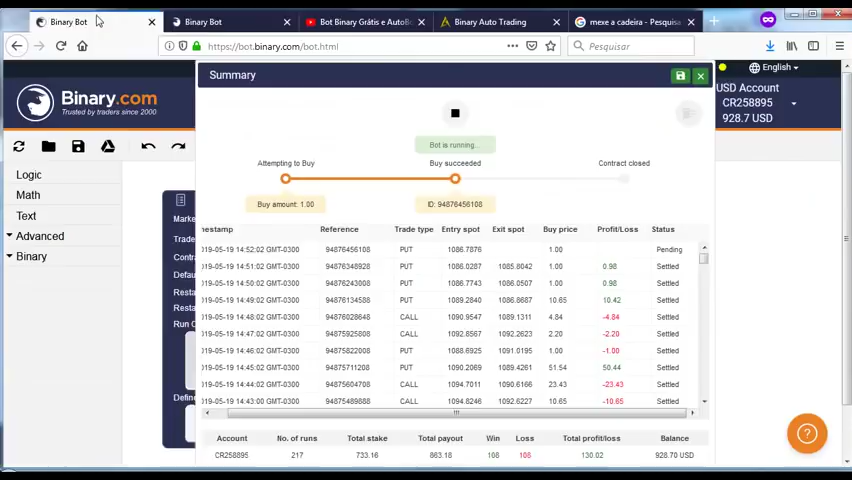 Binary Bot
Binary Bot
Bot Binary Grátis e AutoBo
Binary Auto Trading
mexe a cadeira - Pesquisa
https://bot.binary.com/bot.html
Pesquisar
Binary.com
Trusted by traders since 2000
English
USD Account
CR258895
928.7 USD
Logic
Math
Text
Advanced
Binary
Marke
Trade
Contra
Defau
Restar
Restar
Run O
Define
Summary
Bot is running...
Attempting to Buy
Buy succeeded
Contract closed
Buy amount: 1.00
ID: 94876456108
mestamp Reference Trade type Entry spot Exit spot Buy price Profit/Loss Status
019-05-19 14:52:02 GMT-0300 94876456108 PUT 1086.7876 1.00 Pending
019-05-19 14:51:02 GMT-0300 94876348928 PUT 1086.0287 1085.8042 1.00 0.98 Settled
019-05-19 14:50:02 GMT-0300 94876243008 PUT 1086.7743 1086.0507 1.00 0.98 Settled
019-05-19 14:49:02 GMT-0300 94876134588 PUT 1089.2840 1086.8687 10.65 10.42 Settled
019-05-19 14:48:02 GMT-0300 94876028648 CALL 1090.9547 1089.1311 4.84 -4.84 Settled
019-05-19 14:47:02 GMT-0300 94875925808 CALL 1092.8567 1092.2623 2.20 -2.20 Settled
019-05-19 14:46:02 GMT-0300 94875822008 PUT 1088.6925 1091.0195 1.00 -1.00 Settled
019-05-19 14:45:02 GMT-0300 94875711208 PUT 1090.2069 1089.4261 51.54 50.44 Settled
019-05-19 14:44:02 GMT-0300 94875604708 CALL 1094.7011 1090.6166 23.43 -23.43 Settled
019-05-19 14:43:00 GMT-0300 94875489888 CALL 1094.8246 1092.6227 10.65 -10.65 Settled
Account No. of runs Total stake Total payout Win Loss Total profit/loss Balance
CR258895 217 733.16 863.18 108 108 130.02 928.70 USD